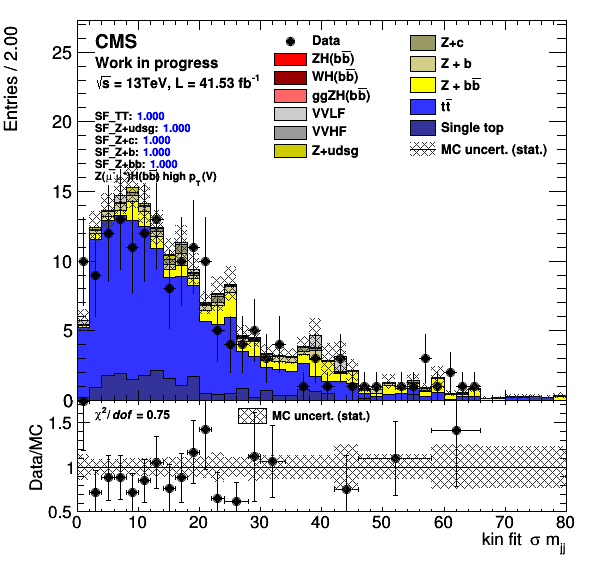 CMS
Work in progress
√s = 13TeV, L = 41.53 fb⁻¹
SF_TT: 1.000
SF_Z+udsg: 1.000
SF_Z+c: 1.000
SF_Z+b: 1.000
SF_Z+bb: 1.000
Z(μ⁻μ⁺)H(bb̅) high p_T(V)
Data
ZH(bb̅)
WH(bb̅)
ggZH(bb̅)
VVLF
VVHF
Z+udsg
Z+c
Z + b
Z + bb̅
tt̅
Single top
MC uncert. (stat.)
Entries / 2.00
25
20
15
10
5
0
χ²/ dof = 0.75
MC uncert. (stat.)
Data/MC
1.5
1
0.5
0 10 20 30 40 50 60 70 80
kin fit σ m_jj